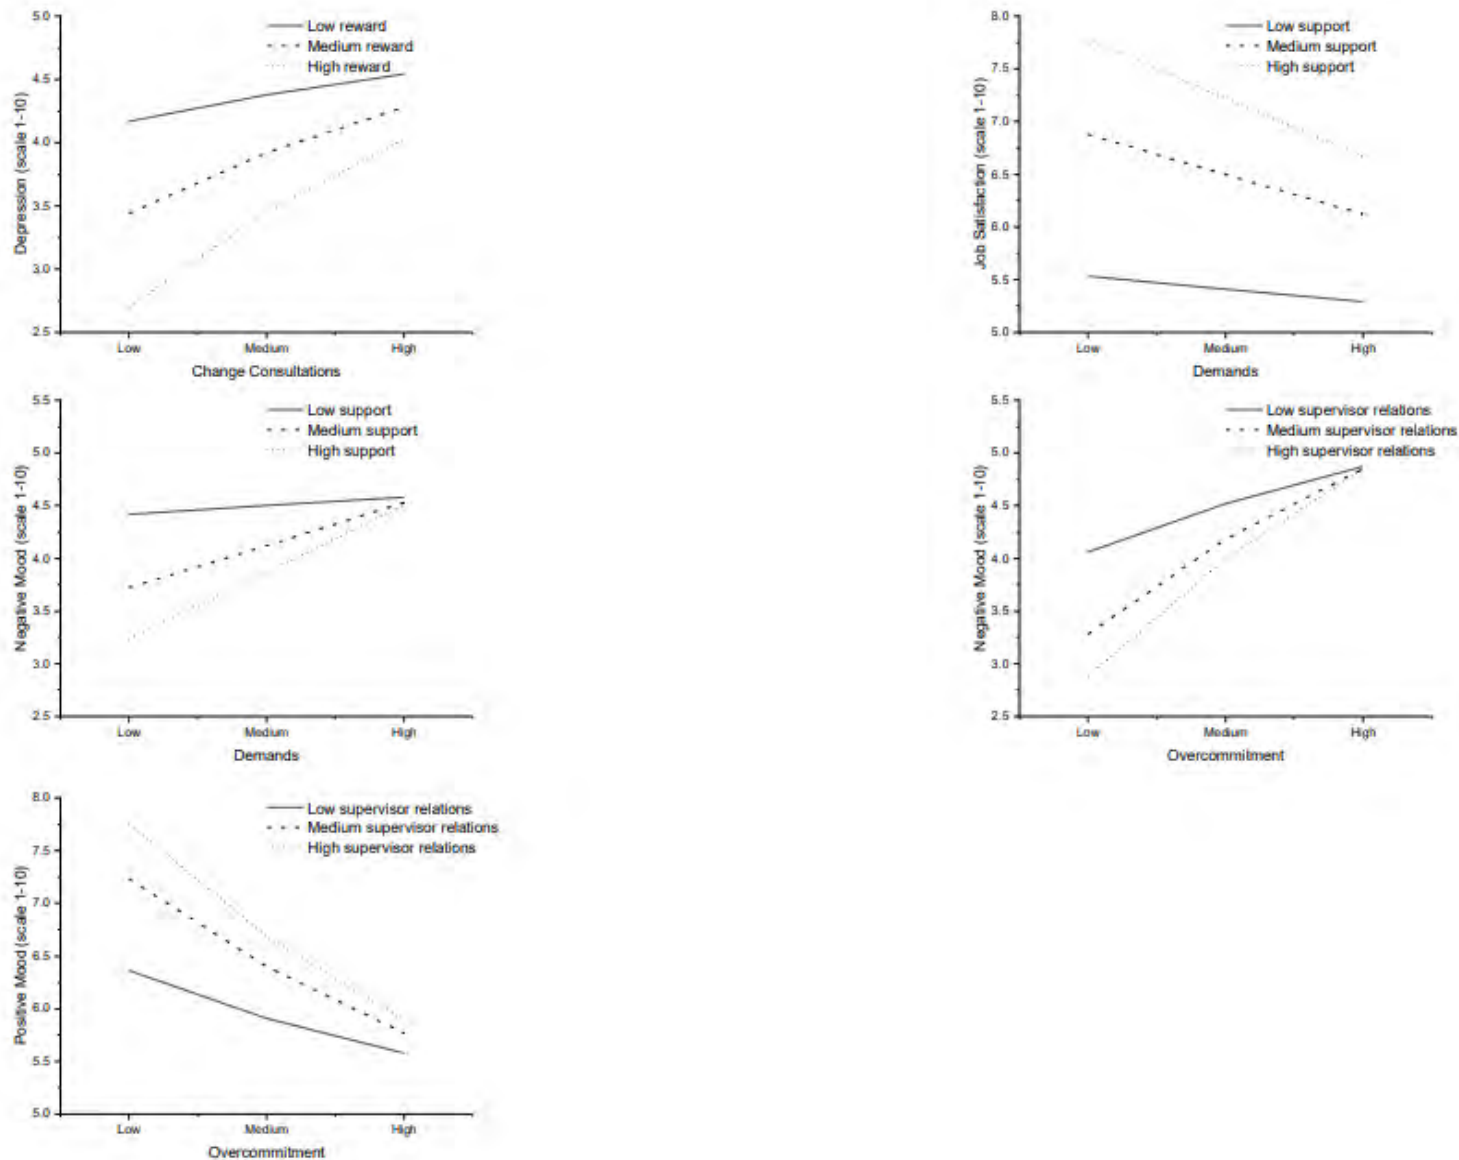 5.0
4.5
4.0
3.5
3.0
2.5
Depression (scale 1-10)
Low reward
Medium reward
High reward
Low Medium High
Change Consultations
8.0
7.5
7.0
6.5
6.0
5.5
5.0
Job Satisfaction (scale 1-10)
Low support
Medium support
High support
Low Medium High
Demands
5.5
5.0
4.5
4.0
3.5
3.0
2.5
Negative Mood (scale 1-10)
Low support
Medium support
High support
Low Medium High
Demands
5.5
5.0
4.5
4.0
3.5
3.0
2.5
Negative Mood (scale 1-10)
Low supervisor relations
Medium supervisor relations
High supervisor relations
Low Medium High
Overcommitment
8.0
7.5
7.0
6.5
6.0
5.5
5.0
Positive Mood (scale 1-10)
Low supervisor relations
Medium supervisor relations
High supervisor relations
Low Medium High
Overcommitment